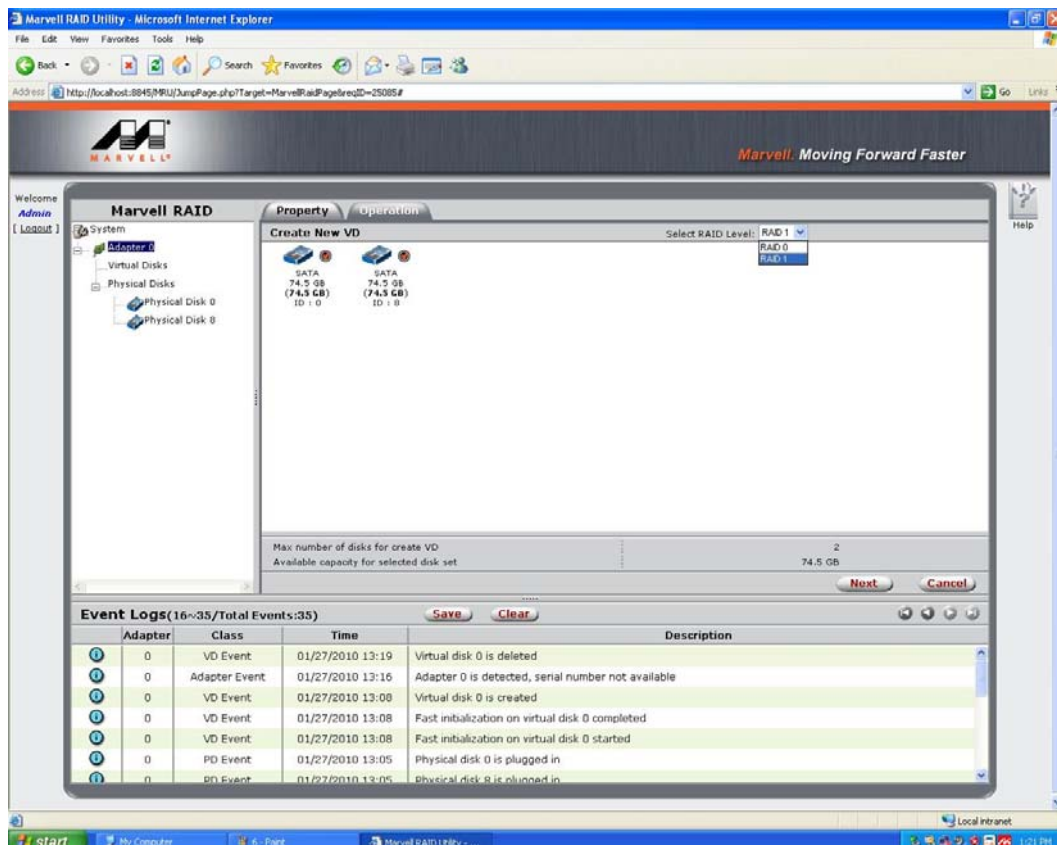 Marvell RAID Utility - Microsoft Internet Explorer
File Edit View Favorites Tools Help
Back Search Favorites
Address http://localhost:8845/MRU/JumpPage.php?Target=MarvellRaidPage&reqID=25085# Go Links
MARVELL
Marvell. Moving Forward Faster
Welcome
Admin
[ Logout ]
Help
Marvell RAID
Property Operation
System
Adapter 0
Virtual Disks
Physical Disks
Physical Disk 0
Physical Disk 8
Create New VD
Select RAID Level: RAID 1
RAID 0
RAID 1
SATA SATA
74.5 GB 74.5 GB
(74.5 GB) (74.5 GB)
ID : 0 ID : 8
Max number of disks for create VD 2
Available capacity for selected disk set 74.5 GB
Next Cancel
Event Logs(16~35/Total Events:35) Save Clear
Adapter Class Time Description
0 VD Event 01/27/2010 13:19 Virtual disk 0 is deleted
0 Adapter Event 01/27/2010 13:16 Adapter 0 is detected, serial number not available
0 VD Event 01/27/2010 13:08 Virtual disk 0 is created
0 VD Event 01/27/2010 13:08 Fast initialization on virtual disk 0 completed
0 VD Event 01/27/2010 13:08 Fast initialization on virtual disk 0 started
0 PD Event 01/27/2010 13:05 Physical disk 0 is plugged in
0 PD Event 01/27/2010 13:05 Physical disk 8 is plugged in
Local intranet
start My Computer 6 - Paint Marvell RAID Utility - 1:21 PM